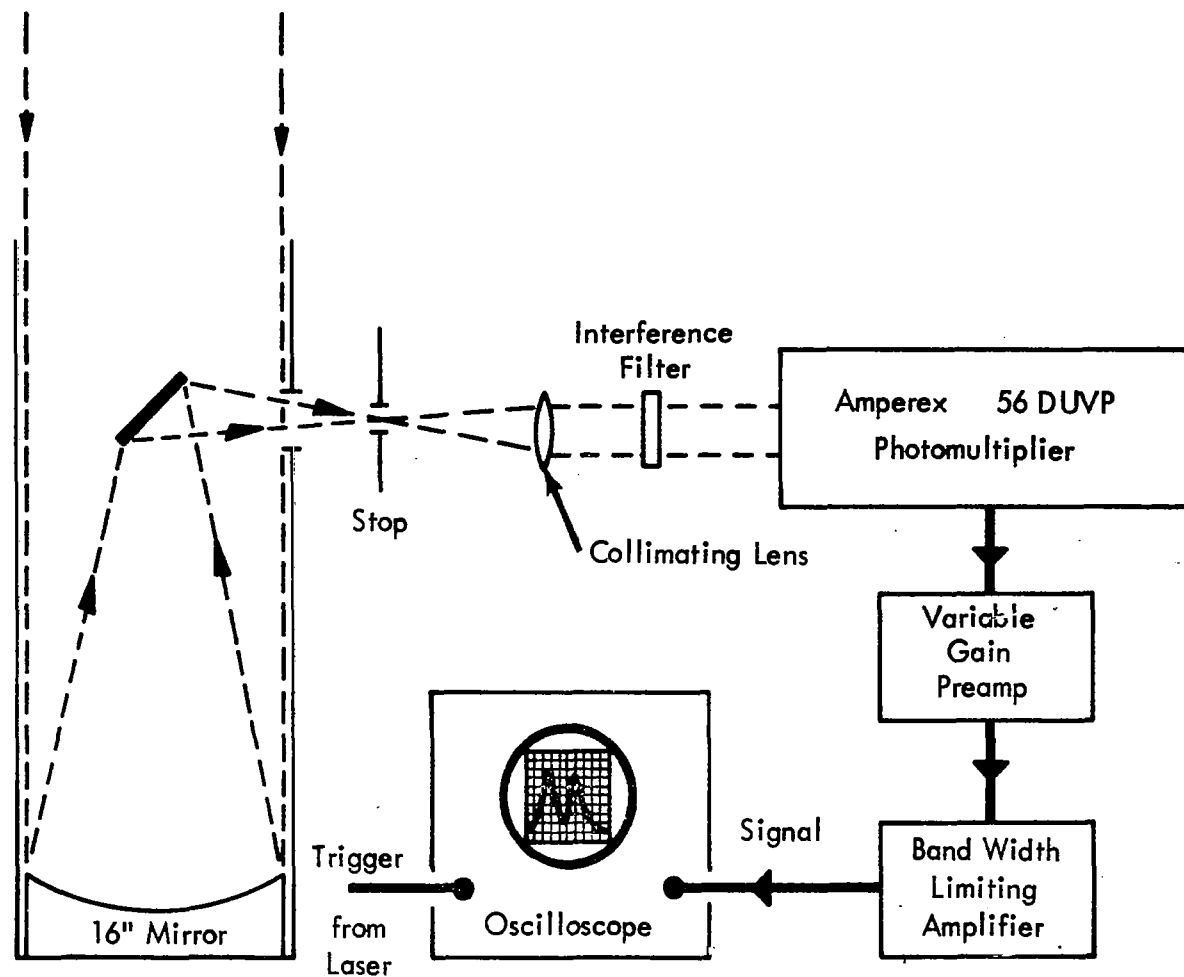 Interference
Filter
Amperex 56 DUVP
Photomultiplier
Stop
Collimating Lens
Variable
Gain
Preamp
Signal
Band Width
Limiting
Amplifier
Trigger
from
Laser
Oscilloscope
16" Mirror